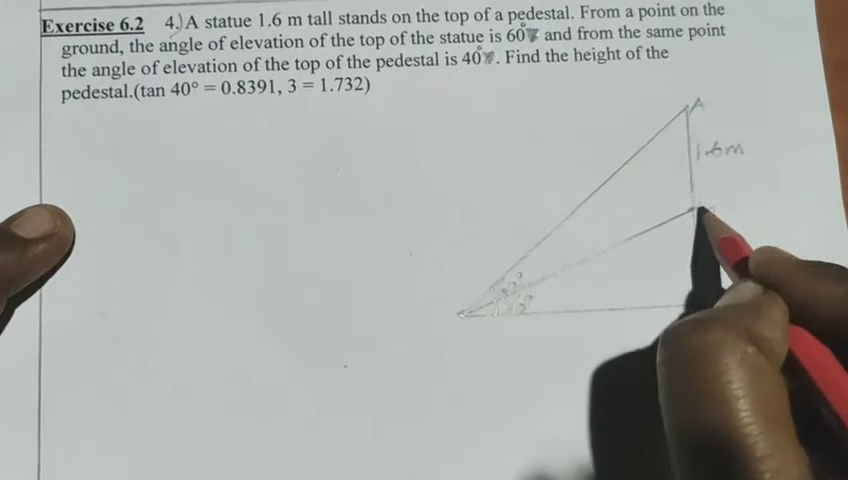 Exercise 6.2 4.) A statue 1.6 m tall stands on the top of a pedestal. From a point on the
ground, the angle of elevation of the top of the statue is 60° and from the same point
the angle of elevation of the top of the pedestal is 40°. Find the height of the
pedestal.(tan 40° = 0.8391, 3 = 1.732)
A
1.6m